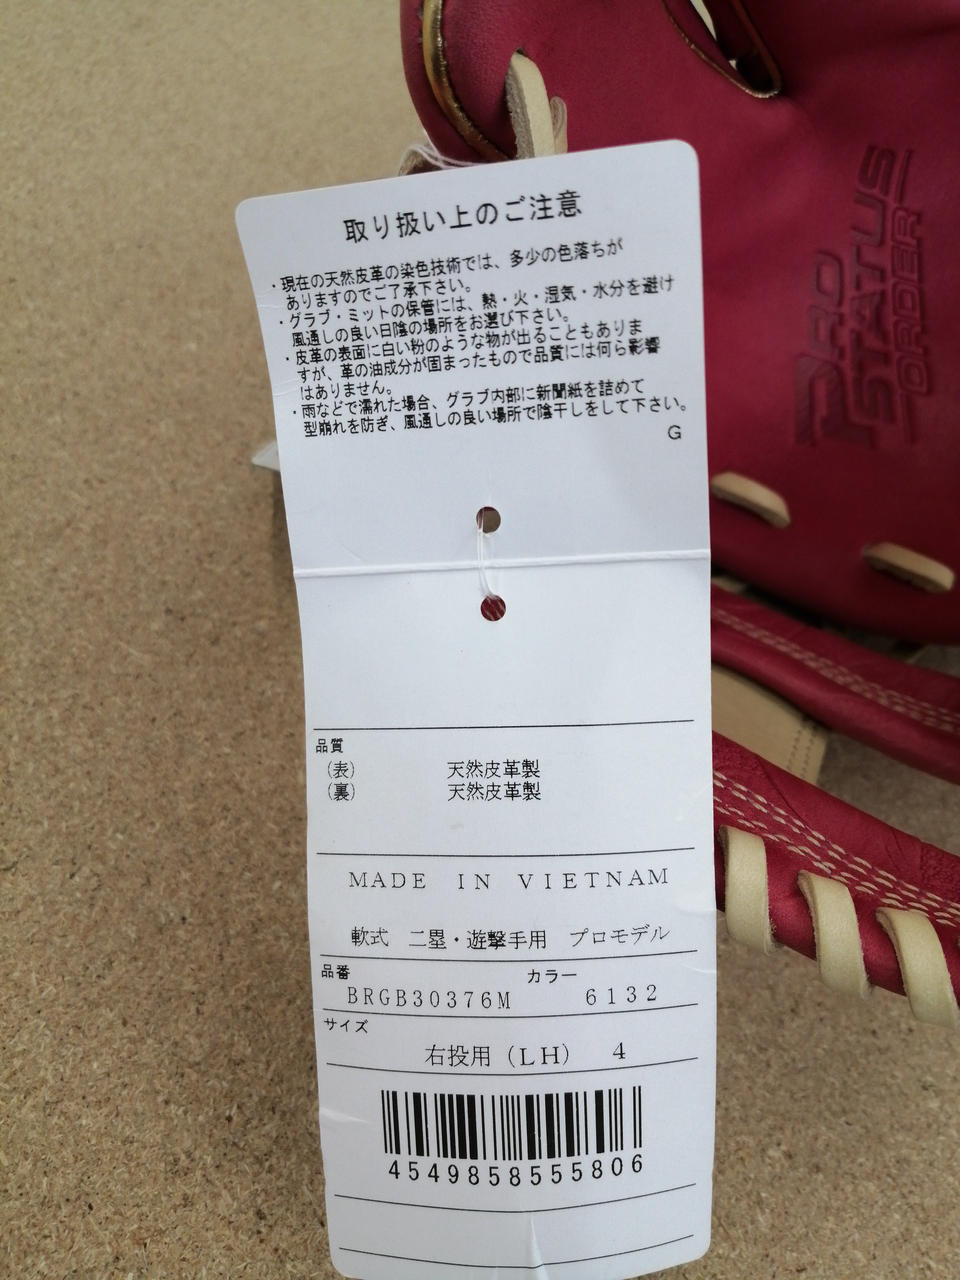 取り扱い上のご注意
・現在の天然皮革の染色技術では、多少の色落ちが
ありますのでご了承下さい。
・グラブ・ミットの保管には、熱・火・湿気・水分を避け
風通しの良い日陰の場所をお選び下さい。
・皮革の表面に白い粉のような物が出ることもありま
すが、革の油成分が固まったもので品質には何ら影響
はありません。
・雨などで濡れた場合、グラブ内部に新聞紙を詰めて
型崩れを防ぎ、風通しの良い場所で陰干しをして下さい。
G
品質
(表) 天然皮革製
(裏) 天然皮革製
MADE IN VIETNAM
軟式 二塁・遊撃手用 プロモデル
品番 カラー
BRGB30376M 6132
サイズ
右投用(LH) 4
4549858555806
PRO
STATUS
ORDER